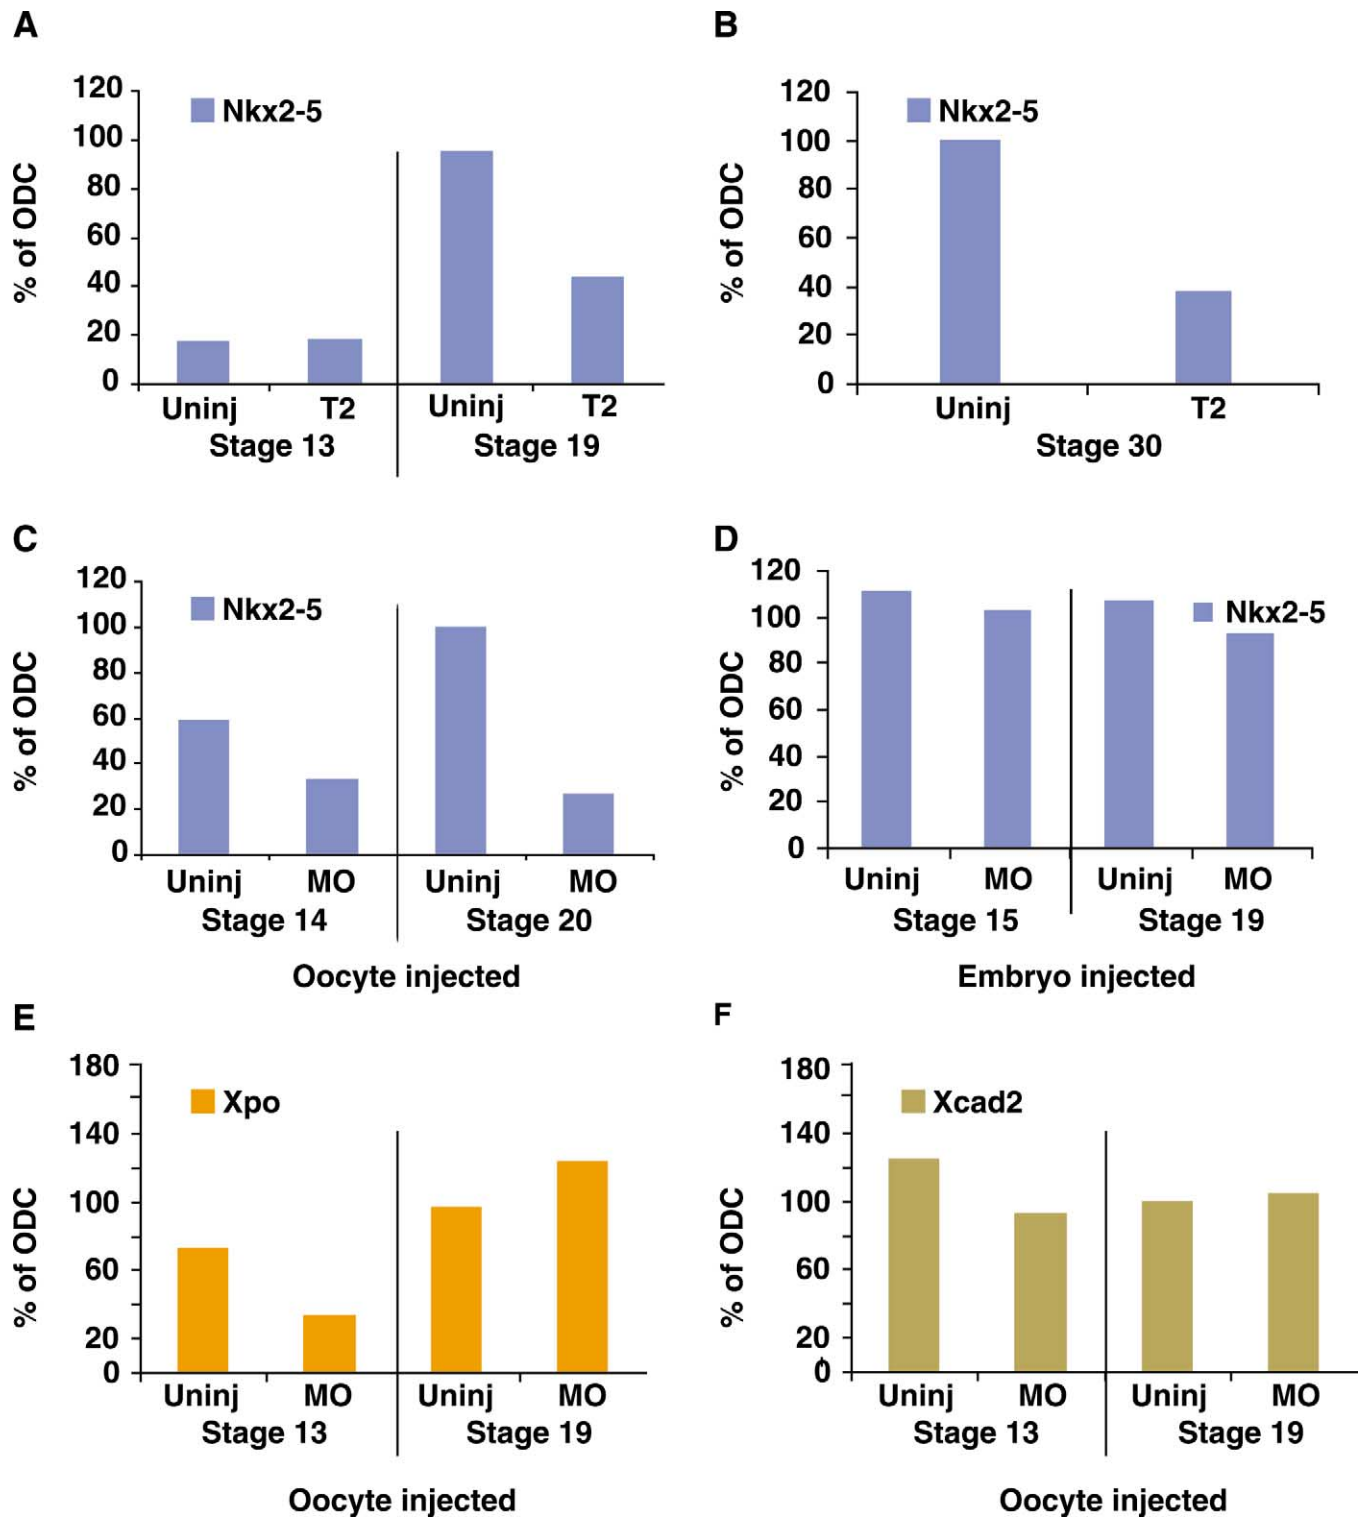 A
120
100
80
60
40
20
0
% of ODC
Nkx2-5
Uninj T2 Uninj T2
Stage 13 Stage 19
B
120
100
80
60
40
20
0
% of ODC
Nkx2-5
Uninj T2
Stage 30
C
120
100
80
60
40
20
0
% of ODC
Nkx2-5
Uninj MO Uninj MO
Stage 14 Stage 20
Oocyte injected
D
120
100
80
60
40
20
0
% of ODC
Nkx2-5
Uninj MO Uninj MO
Stage 15 Stage 19
Embryo injected
E
180
140
100
60
20
0
% of ODC
Xpo
Uninj MO Uninj MO
Stage 13 Stage 19
Oocyte injected
F
180
140
100
60
20
0
% of ODC
Xcad2
Uninj MO Uninj MO
Stage 13 Stage 19
Oocyte injected